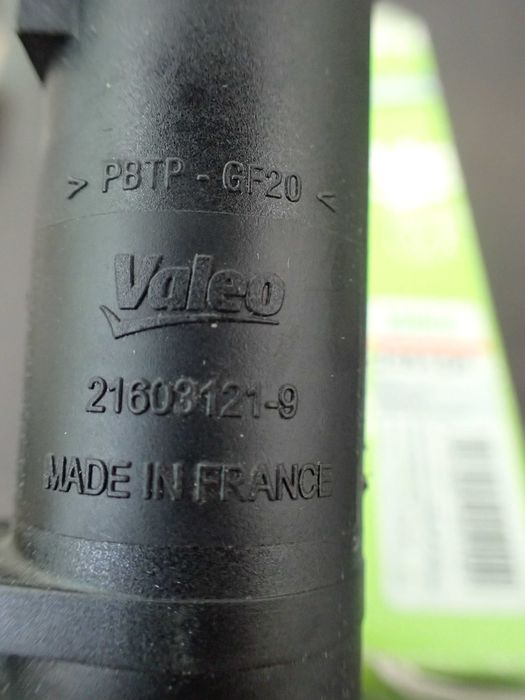 > PBTP - GF20 <
Valeo
21603121-9
MADE IN FRANCE